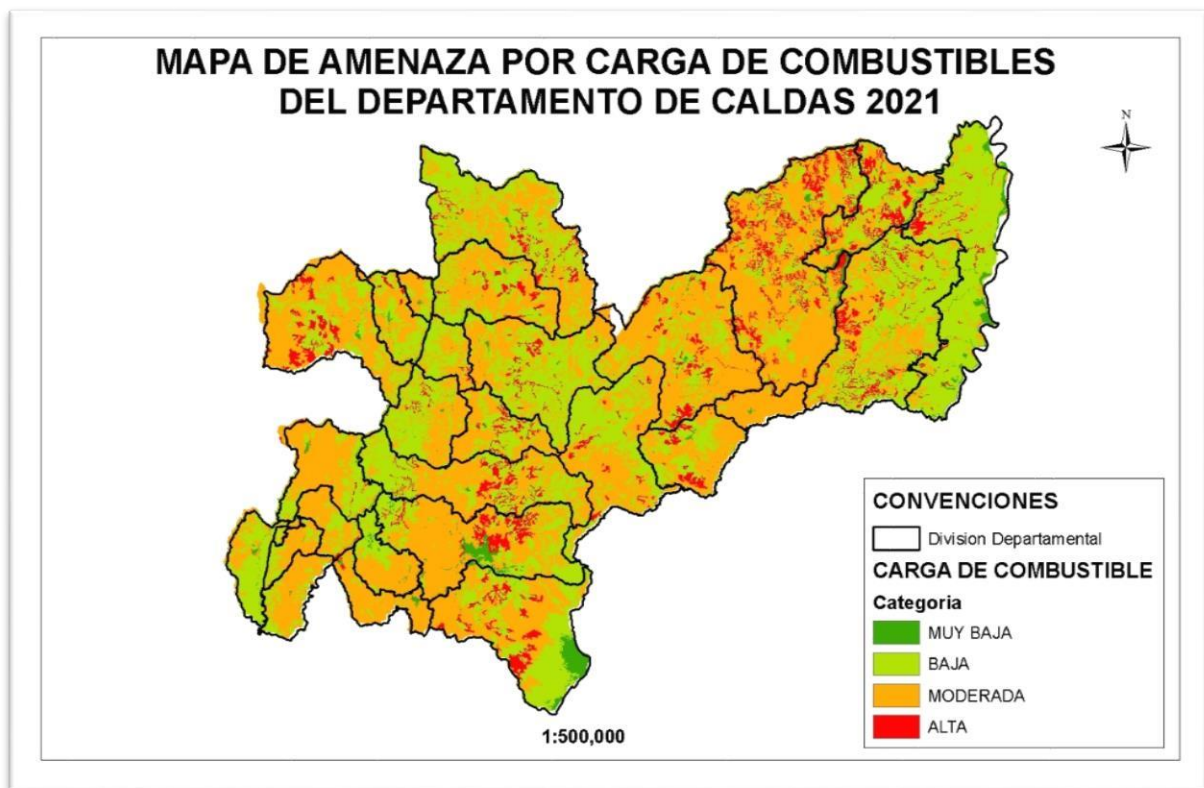 MAPA DE AMENAZA POR CARGA DE COMBUSTIBLES
DEL DEPARTAMENTO DE CALDAS 2021
N
CONVENCIONES
Division Departamental
CARGA DE COMBUSTIBLE
Categoria
MUY BAJA
BAJA
MODERADA
ALTA
1:500,000